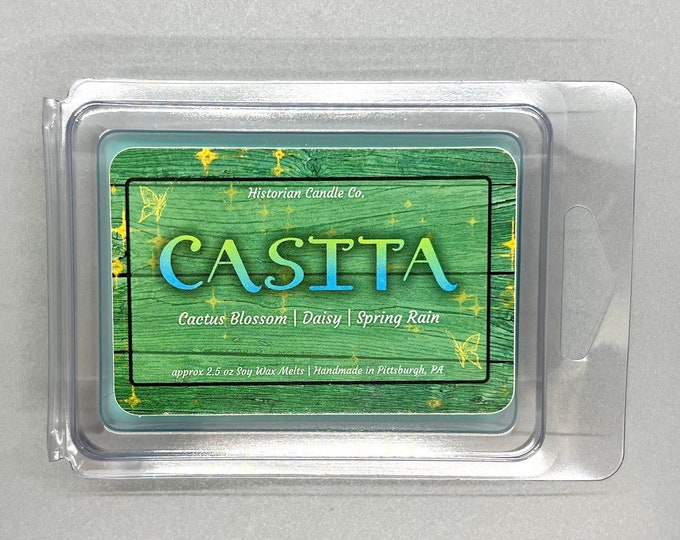 Historian Candle Co.
CASITA
Cactus Blossom | Daisy | Spring Rain
approx 2.5 oz Soy Wax Melts | Handmade in Pittsburgh, PA